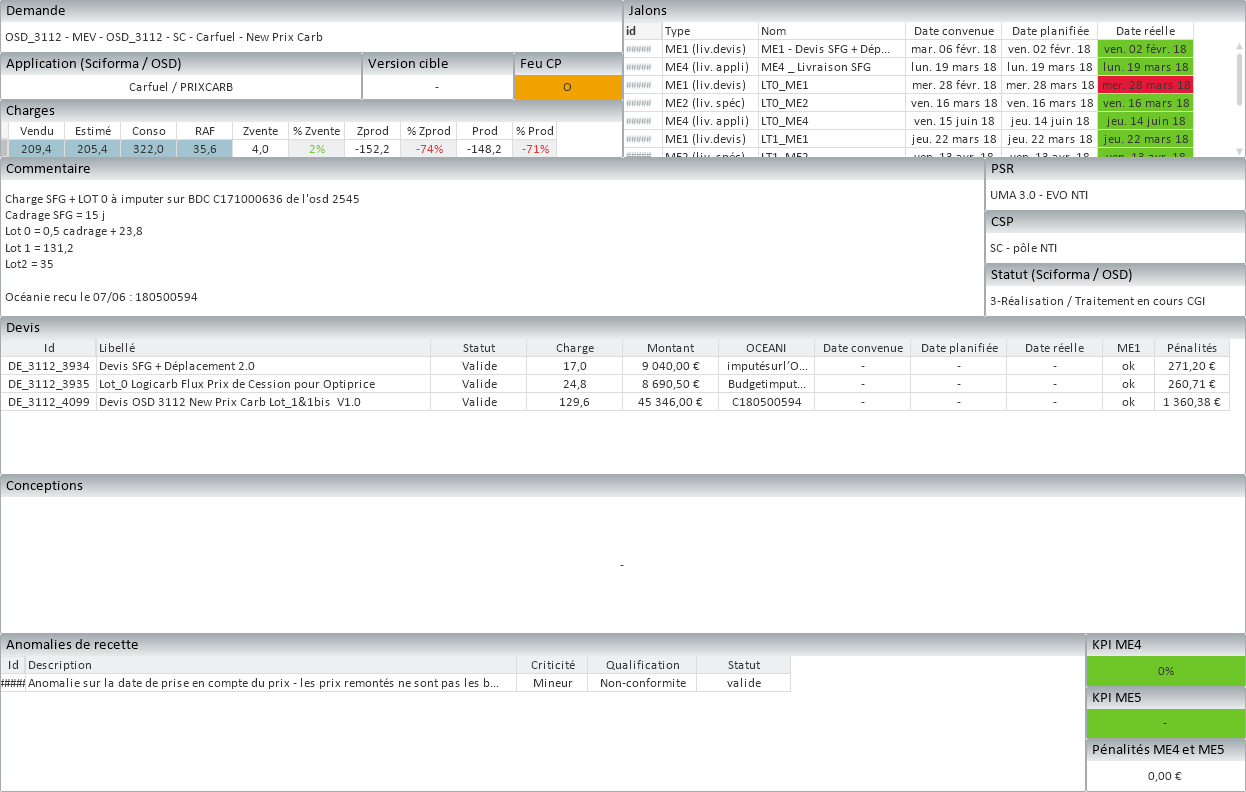 Demande
OSD_3112 - MEV - OSD_3112 - SC - Carfuel - New Prix Carb
Application (Sciforma / OSD) Version cible Feu CP
Carfuel / PRIXCARB - O
Charges
Vendu Estimé Conso RAF Zvente % Zvente Zprod % Zprod Prod % Prod
209,4 205,4 322,0 35,6 4,0 2% -152,2 -74% -148,2 -71%
Jalons
id Type Nom Date convenue Date planifiée Date réelle
##### ME1 (liv.devis) ME1 - Devis SFG + Dép... mar. 06 févr. 18 ven. 02 févr. 18 ven. 02 févr. 18
##### ME4 (liv. appli) ME4 _ Livraison SFG lun. 19 mars 18 lun. 19 mars 18 lun. 19 mars 18
##### ME1 (liv.devis) LT0_ME1 mer. 28 févr. 18 mer. 28 mars 18 mer. 28 mars 18
##### ME2 (liv. spéc) LT0_ME2 ven. 16 mars 18 ven. 16 mars 18 ven. 16 mars 18
##### ME4 (liv. appli) LT0_ME4 ven. 15 juin 18 jeu. 14 juin 18 jeu. 14 juin 18
##### ME1 (liv.devis) LT1_ME1 jeu. 22 mars 18 jeu. 22 mars 18 jeu. 22 mars 18
##### ME2 (liv. spéc) LT1_ME2 ven. 13 avr. 18 ven. 13 avr. 18 ven. 13 avr. 18
Commentaire
Charge SFG + LOT 0 à imputer sur BDC C171000636 de l'osd 2545
Cadrage SFG = 15 j
Lot 0 = 0,5 cadrage + 23,8
Lot 1 = 131,2
Lot2 = 35
Océanie recu le 07/06 : 180500594
PSR
UMA 3.0 - EVO NTI
CSP
SC - pôle NTI
Statut (Sciforma / OSD)
3-Réalisation / Traitement en cours CGI
Devis
Id Libellé Statut Charge Montant OCEANI Date convenue Date planifiée Date réelle ME1 Pénalités
DE_3112_3934 Devis SFG + Déplacement 2.0 Valide 17,0 9 040,00 € imputésurl’O... - - - ok 271,20 €
DE_3112_3935 Lot_0 Logicarb Flux Prix de Cession pour Optiprice Valide 24,8 8 690,50 € Budgetimput... - - - ok 260,71 €
DE_3112_4099 Devis OSD 3112 New Prix Carb Lot_1&1bis V1.0 Valide 129,6 45 346,00 € C180500594 - - - ok 1 360,38 €
Conceptions
-
Anomalies de recette
Id Description Criticité Qualification Statut
##### Anomalie sur la date de prise en compte du prix - les prix remontés ne sont pas les b... Mineur Non-conformite valide
KPI ME4
0%
KPI ME5
-
Pénalités ME4 et ME5
0,00 €